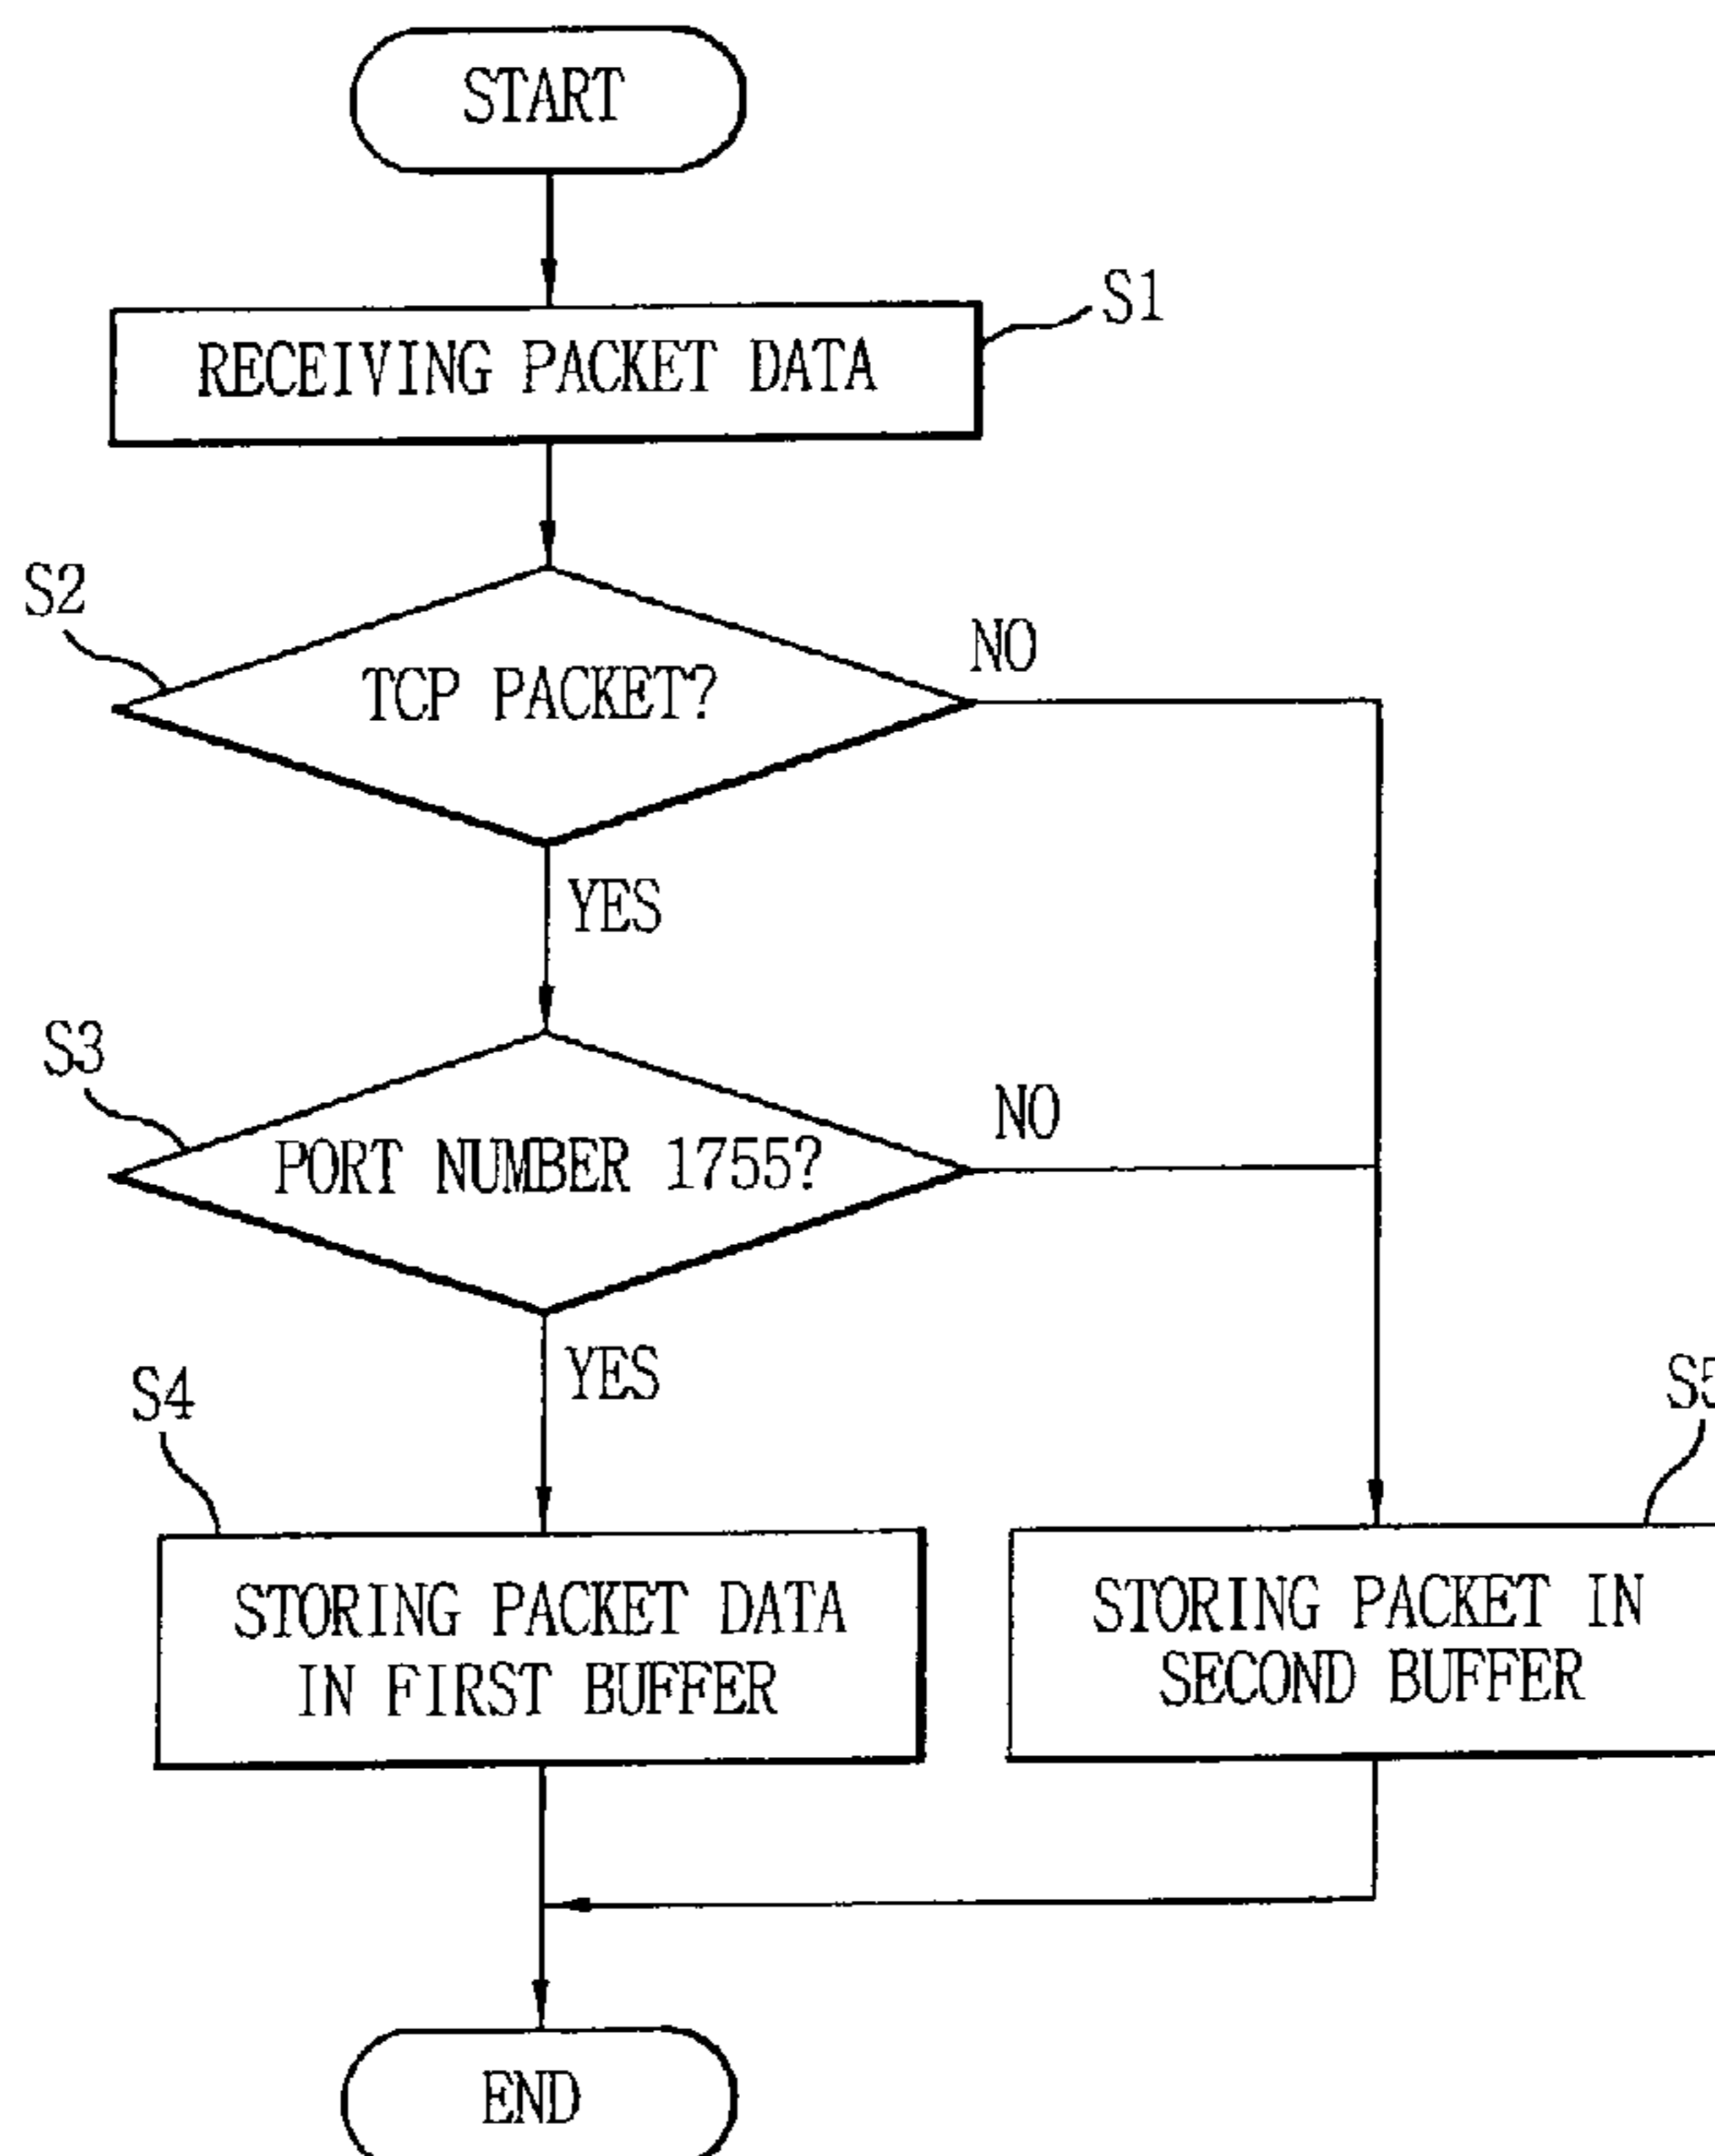 START
RECEIVING PACKET DATA
S1
S2
TCP PACKET?
NO
YES
S3
PORT NUMBER 1755?
NO
YES
S4
S5
STORING PACKET DATA
IN FIRST BUFFER
STORING PACKET IN
SECOND BUFFER
END